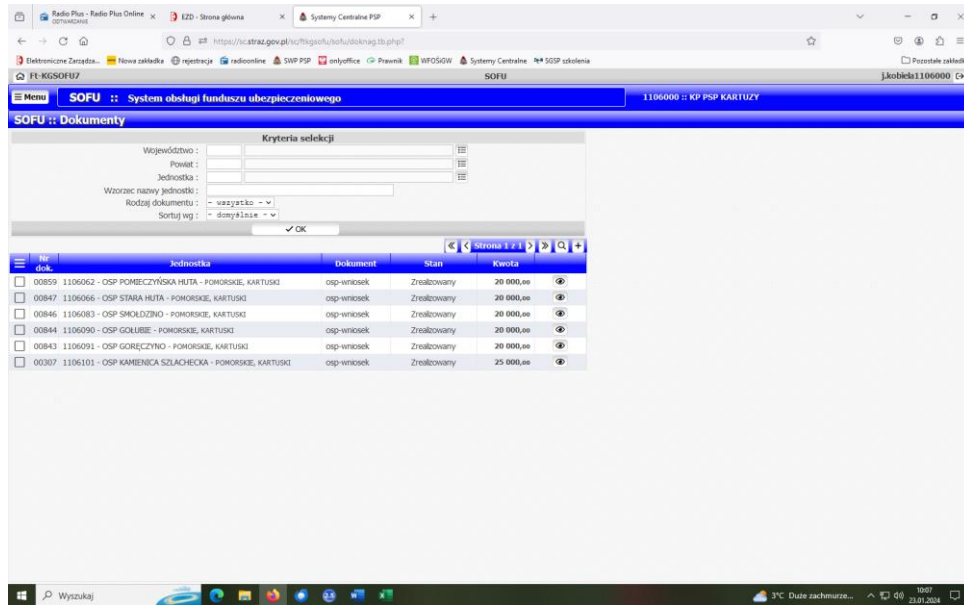 Radio Plus - Radio Plus Online
ODTWARZANIE
EZD - Strona główna
Systemy Centralne PSP
https://sc.straz.gov.pl/sc/ftkgsofu/sofu/doknag.tb.php?
Elektroniczne Zarządza...
Nowa zakładka
rejestracja
radioonline
SWP PSP
onlyoffice
Prawnik
WFOŚiGW
Systemy Centralne
SGSP szkolenia
Pozostałe zakładki
Ft-KGSOFU7
SOFU
j.kobiela1106000
Menu
SOFU :: System obsługi funduszu ubezpieczeniowego
1106000 :: KP PSP KARTUZY
SOFU :: Dokumenty
Kryteria selekcji
Województwo :
Powiat :
Jednostka :
Wzorzec nazwy jednostki :
Rodzaj dokumentu : - wszystko -
Sortuj wg : - domyślnie -
OK
Strona 1 z 1
Nr dok. Jednostka Dokument Stan Kwota
00859 1106062 - OSP POMIECZYŃSKA HUTA - POMORSKIE, KARTUSKI osp-wniosek Zrealizowany 20 000,00
00847 1106066 - OSP STARA HUTA - POMORSKIE, KARTUSKI osp-wniosek Zrealizowany 20 000,00
00846 1106083 - OSP SMOŁDZINO - POMORSKIE, KARTUSKI osp-wniosek Zrealizowany 20 000,00
00844 1106090 - OSP GOŁUBIE - POMORSKIE, KARTUSKI osp-wniosek Zrealizowany 20 000,00
00843 1106091 - OSP GORĘCZYNO - POMORSKIE, KARTUSKI osp-wniosek Zrealizowany 20 000,00
00307 1106101 - OSP KAMIENICA SZLACHECKA - POMORSKIE, KARTUSKI osp-wniosek Zrealizowany 25 000,00
Wyszukaj
3°C Duże zachmurze...
10:07
23.01.2024